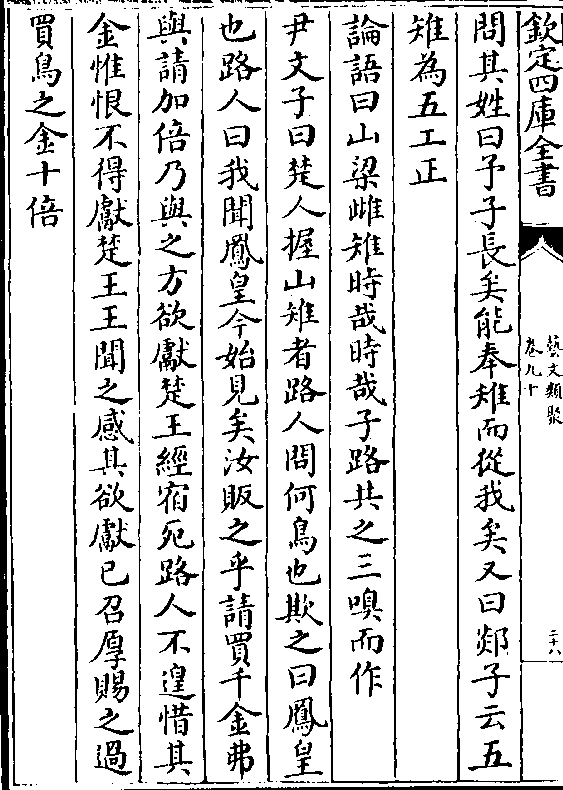 欽定四庫全書
藝文類聚
卷九十
二十八
問其姓曰予子長矣能奉雉而從我矣又曰郯子云五
雉為五工正
論語曰山梁雌雉時哉時哉子路共之三嗅而作
尹文子曰楚人握山雉者路人問何鳥也欺之曰鳳皇
也路人曰我聞鳳皇今始見矣汝販之乎請買千金弗
與請加倍乃與之方欲獻楚王經宿死路人不遑惜其
金惟恨不得獻楚王王聞之感其欲獻已召厚賜之過
買鳥之金十倍